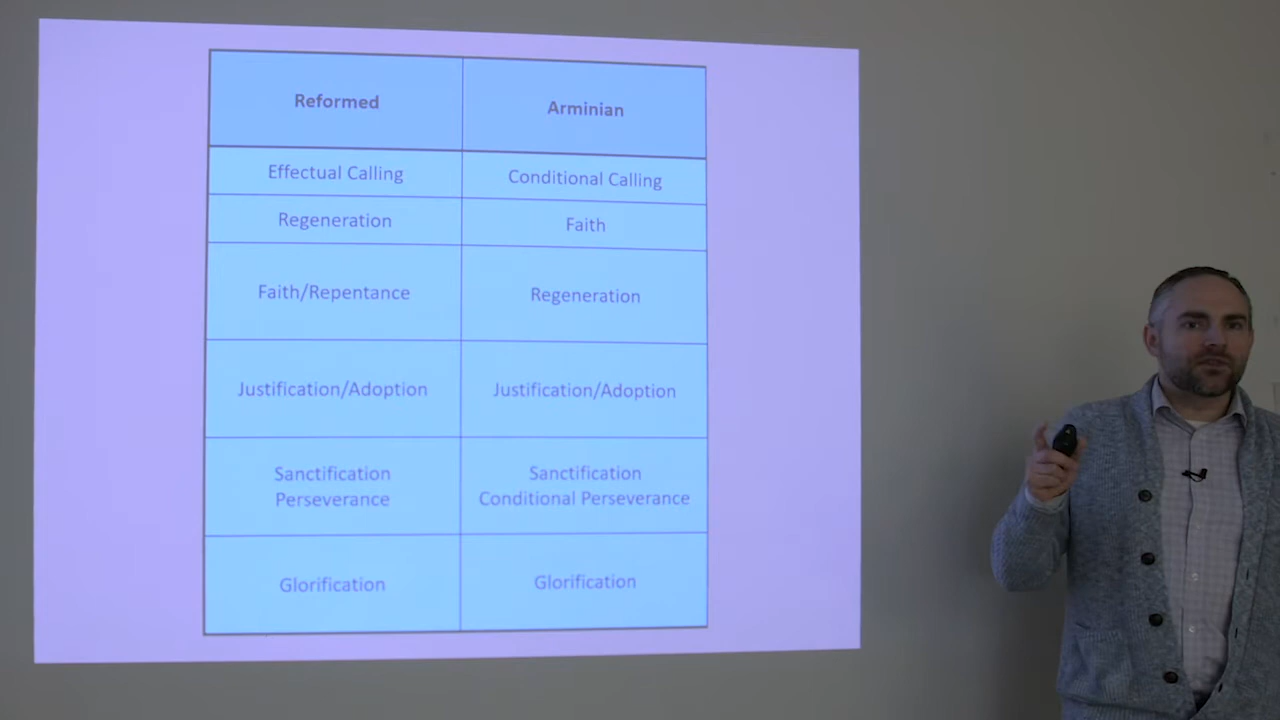 Reformed
Arminian
Effectual Calling
Conditional Calling
Regeneration
Faith
Faith/Repentance
Regeneration
Justification/Adoption
Justification/Adoption
Sanctification
Perseverance
Sanctification
Conditional Perseverance
Glorification
Glorification